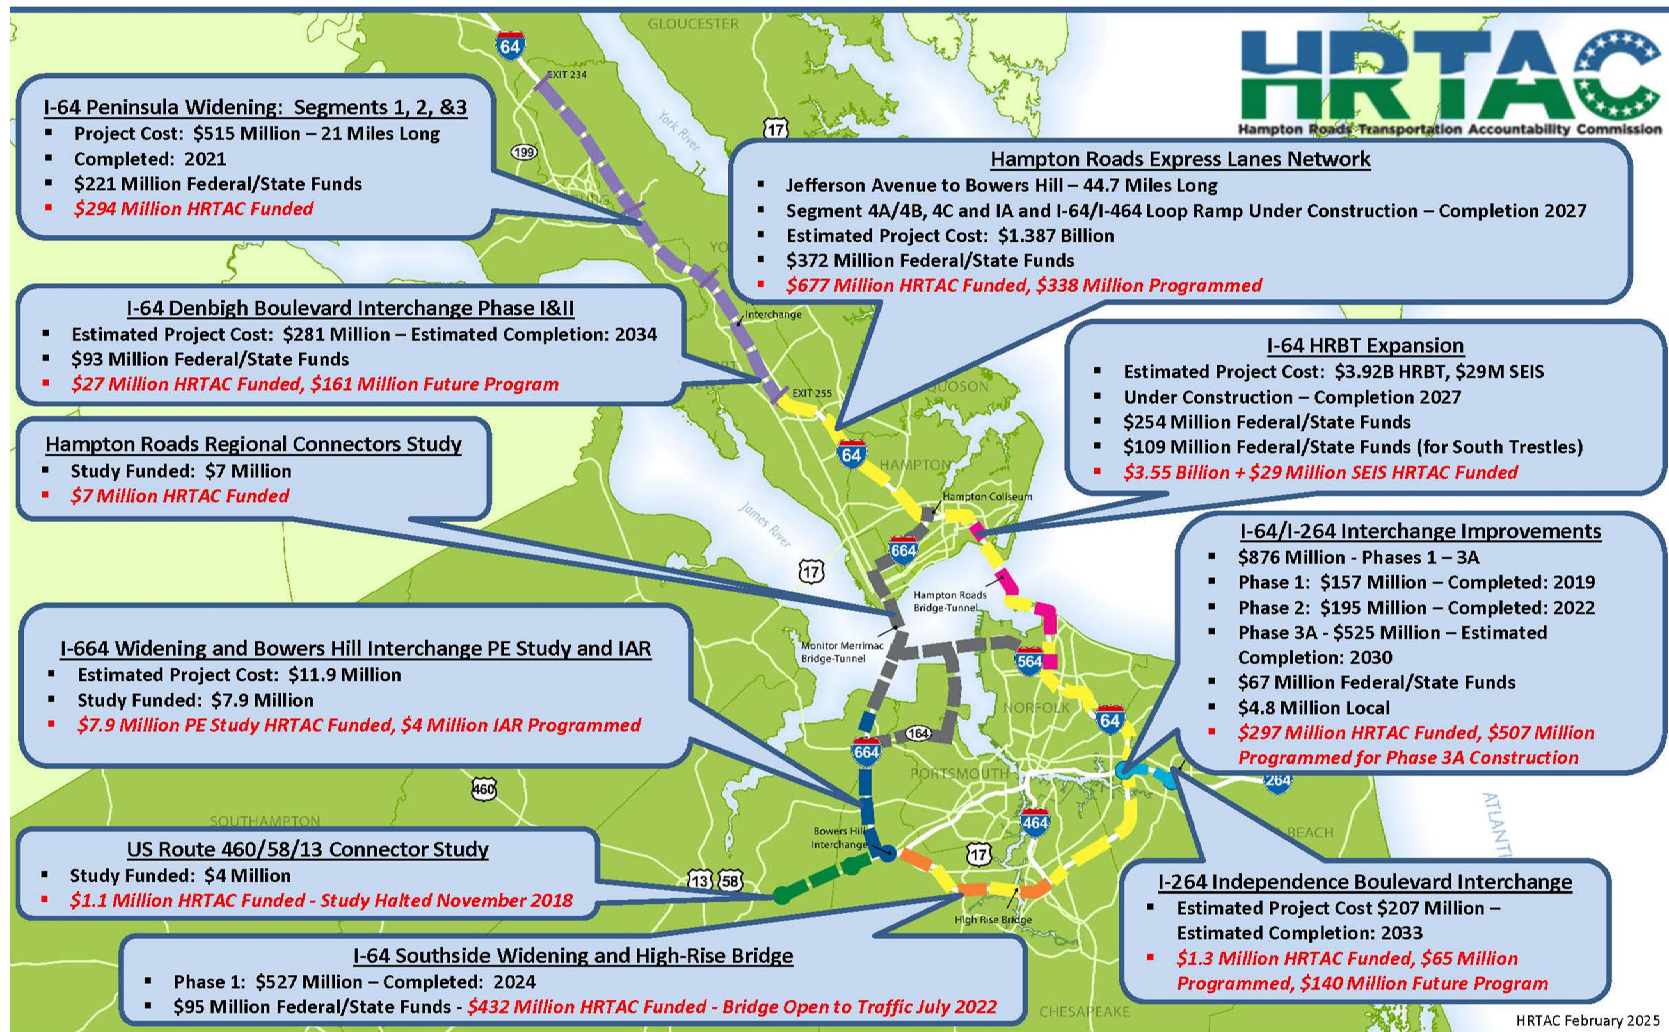 GLOUCESTER
64
EXIT 234
HRTAC
Hampton Roads Transportation Accountability Commission
I-64 Peninsula Widening: Segments 1, 2, &3
Project Cost: $515 Million – 21 Miles Long
Completed: 2021
$221 Million Federal/State Funds
$294 Million HRTAC Funded
York River
17
199
Hampton Roads Express Lanes Network
Jefferson Avenue to Bowers Hill – 44.7 Miles Long
Segment 4A/4B, 4C and IA and I-64/I-464 Loop Ramp Under Construction – Completion 2027
Estimated Project Cost: $1.387 Billion
$372 Million Federal/State Funds
$677 Million HRTAC Funded, $338 Million Programmed
I-64 Denbigh Boulevard Interchange Phase I&II
Estimated Project Cost: $281 Million – Estimated Completion: 2034
$93 Million Federal/State Funds
$27 Million HRTAC Funded, $161 Million Future Program
Interchange
EXIT 255
I-64 HRBT Expansion
Estimated Project Cost: $3.92B HRBT, $29M SEIS
Under Construction – Completion 2027
$254 Million Federal/State Funds
$109 Million Federal/State Funds (for South Trestles)
$3.55 Billion + $29 Million SEIS HRTAC Funded
Hampton Roads Regional Connectors Study
Study Funded: $7 Million
$7 Million HRTAC Funded
64
HAMPTON
Hampton Coliseum
James River
664
17
Hampton Roads
Bridge-Tunnel
Monitor Merrimac
Bridge-Tunnel
564
I-64/I-264 Interchange Improvements
$876 Million - Phases 1 – 3A
Phase 1: $157 Million – Completed: 2019
Phase 2: $195 Million – Completed: 2022
Phase 3A - $525 Million – Estimated
Completion: 2030
$67 Million Federal/State Funds
$4.8 Million Local
$297 Million HRTAC Funded, $507 Million
Programmed for Phase 3A Construction
I-664 Widening and Bowers Hill Interchange PE Study and IAR
Estimated Project Cost: $11.9 Million
Study Funded: $7.9 Million
$7.9 Million PE Study HRTAC Funded, $4 Million IAR Programmed
NORFOLK
64
164
664
PORTSMOUTH
264
460
SOUTHAMPTON
464
ATLANTI
BEACH
Bowers Hill
Interchange
17
US Route 460/58/13 Connector Study
Study Funded: $4 Million
$1.1 Million HRTAC Funded - Study Halted November 2018
13
58
High Rise Bridge
I-264 Independence Boulevard Interchange
Estimated Project Cost $207 Million –
Estimated Completion: 2033
$1.3 Million HRTAC Funded, $65 Million
Programmed, $140 Million Future Program
I-64 Southside Widening and High-Rise Bridge
Phase 1: $527 Million – Completed: 2024
$95 Million Federal/State Funds - $432 Million HRTAC Funded - Bridge Open to Traffic July 2022
CHESAPEAKE
HRTAC February 2025